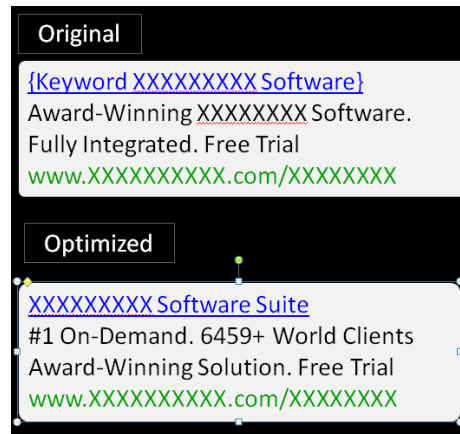 Original
{Keyword XXXXXXXXX Software}
Award-Winning XXXXXXXX Software.
Fully Integrated. Free Trial
www.XXXXXXXXXX.com/XXXXXXXX
Optimized
XXXXXXXXX Software Suite
#1 On-Demand. 6459+ World Clients
Award-Winning Solution. Free Trial
www.XXXXXXXXXX.com/XXXXXXXX